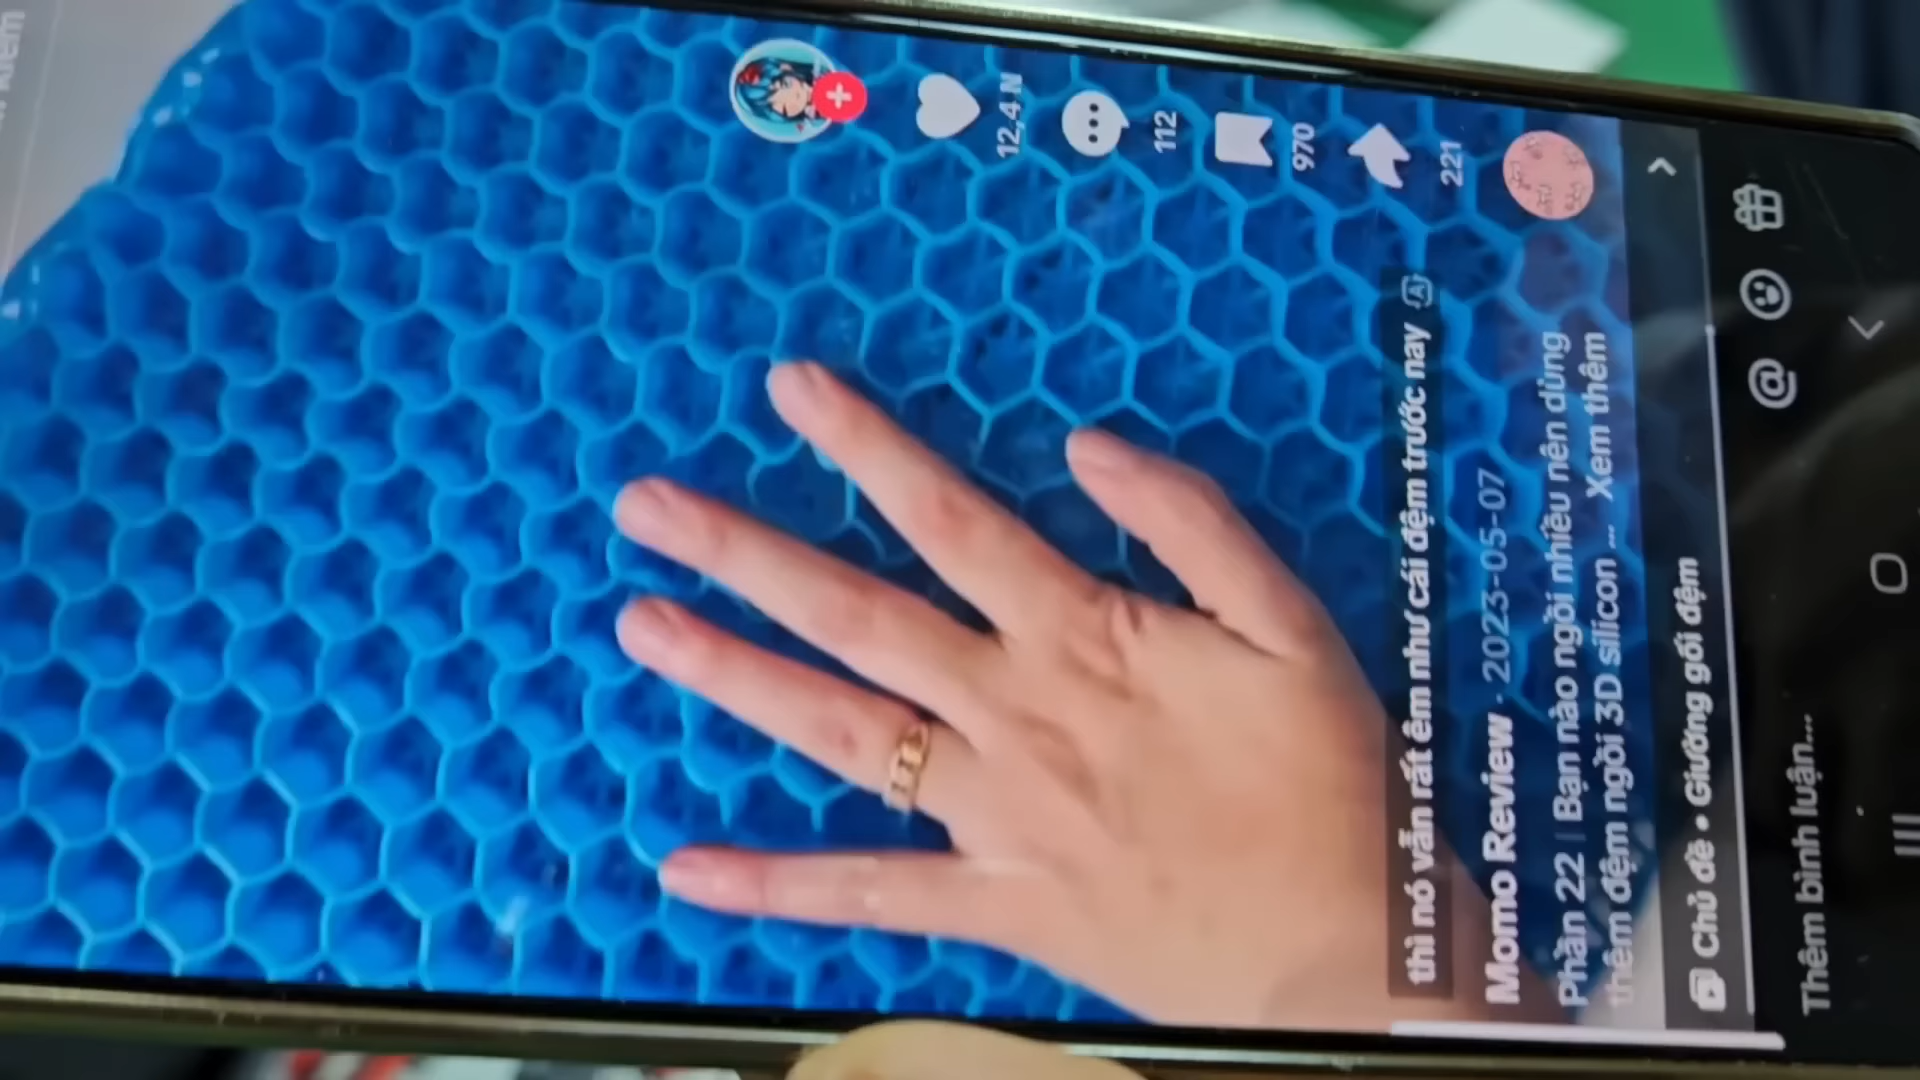 12,4 N
112
970
221
thì nó vẫn rất êm như cái đệm trước nay
Momo Review · 2023-05-07
Phần 22 | Bạn nào ngồi nhiều nên dùng
thêm đệm ngồi 3D silicon ... Xem thêm
Chủ đề • Giường gối đệm
Thêm bình luận...
@